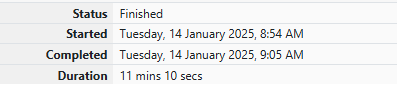 Status Finished
Started Tuesday, 14 January 2025, 8:54 AM
Completed Tuesday, 14 January 2025, 9:05 AM
Duration 11 mins 10 secs